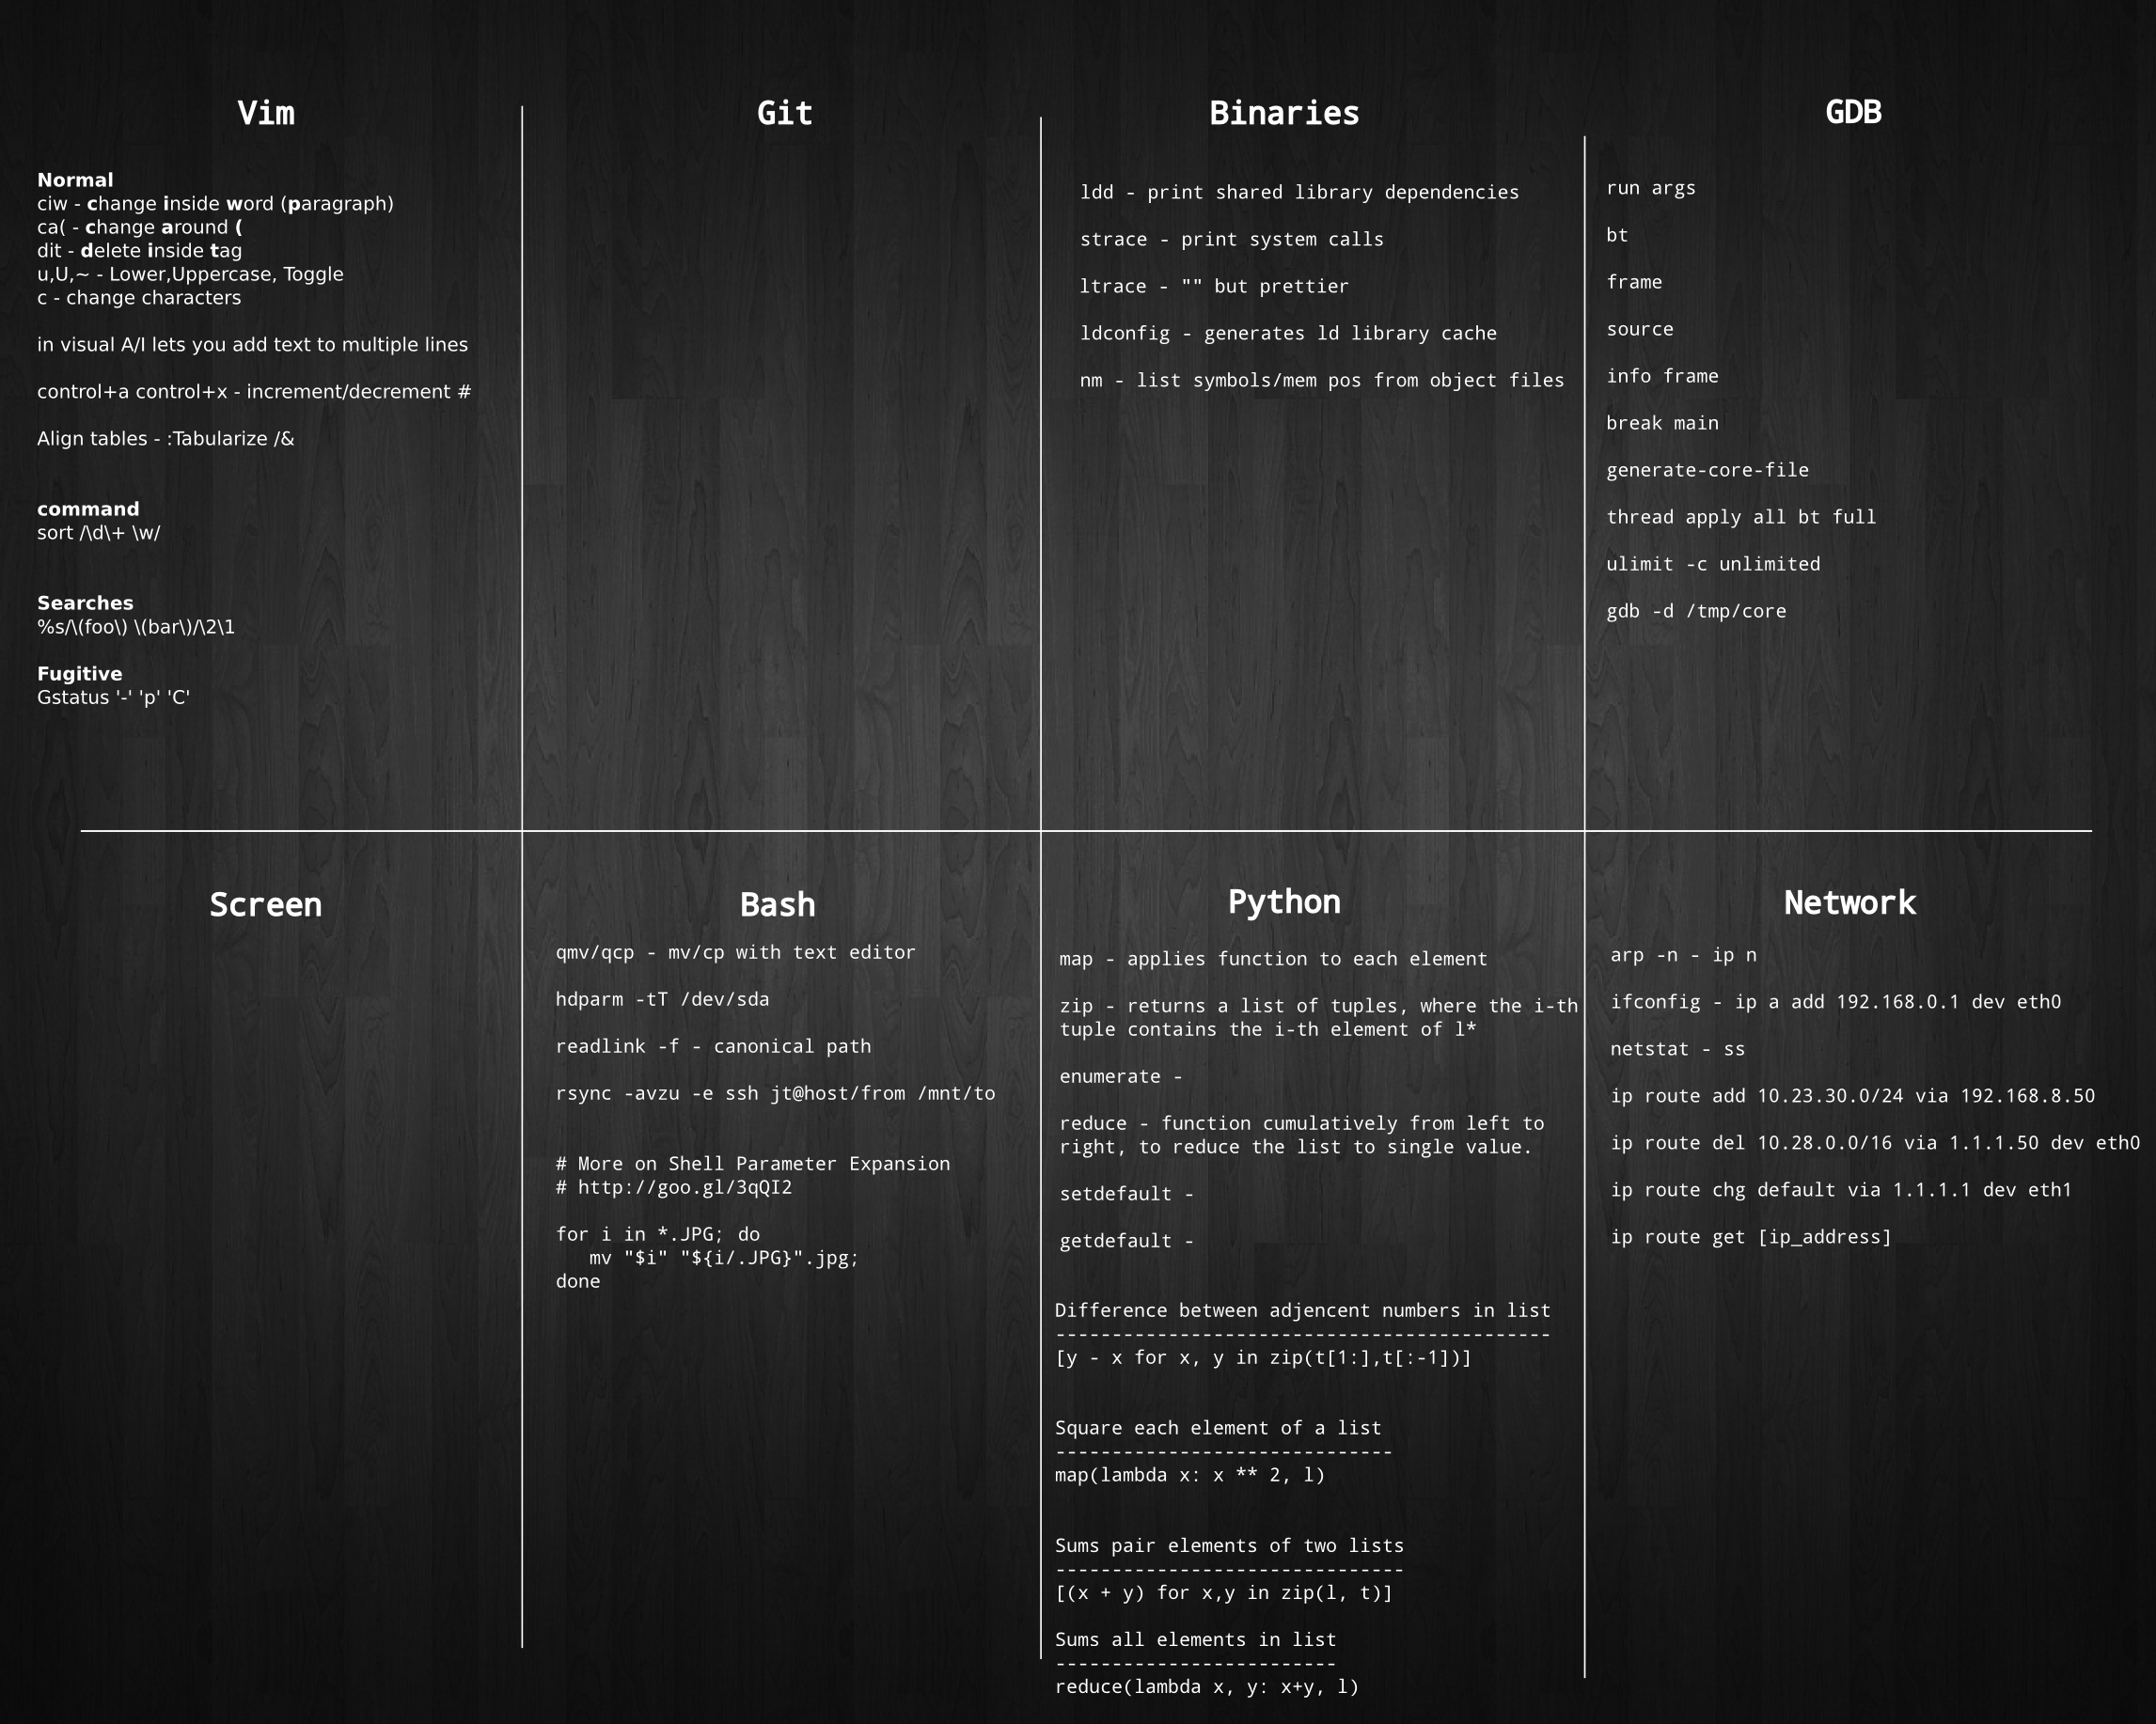 Vim
Normal
ciw - change inside word (paragraph)
ca( - change around (
dit - delete inside tag
u,U,~ - Lower,Uppercase, Toggle
c - change characters
in visual A/I lets you add text to multiple lines
control+a control+x - increment/decrement #
Align tables - :Tabularize /&
command
sort /\d\+ \w/
Searches
%s/\(foo\) \(bar\)/\2\1
Fugitive
Gstatus '-' 'p' 'C'
Git
Binaries
ldd - print shared library dependencies
strace - print system calls
ltrace - "" but prettier
ldconfig - generates ld library cache
nm - list symbols/mem pos from object files
GDB
run args
bt
frame
source
info frame
break main
generate-core-file
thread apply all bt full
ulimit -c unlimited
gdb -d /tmp/core
Screen
Bash
qmv/qcp - mv/cp with text editor
hdparm -tT /dev/sda
readlink -f - canonical path
rsync -avzu -e ssh jt@host/from /mnt/to
# More on Shell Parameter Expansion
# http://goo.gl/3qQI2
for i in *.JPG; do
   mv "$i" "${i/.JPG}".jpg;
done
Python
map - applies function to each element
zip - returns a list of tuples, where the i-th
tuple contains the i-th element of l*
enumerate -
reduce - function cumulatively from left to
right, to reduce the list to single value.
setdefault -
getdefault -
Difference between adjencent numbers in list
--------------------------------------------
[y - x for x, y in zip(t[1:],t[:-1])]
Square each element of a list
------------------------------
map(lambda x: x ** 2, l)
Sums pair elements of two lists
-------------------------------
[(x + y) for x,y in zip(l, t)]
Sums all elements in list
-------------------------
reduce(lambda x, y: x+y, l)
Network
arp -n - ip n
ifconfig - ip a add 192.168.0.1 dev eth0
netstat - ss
ip route add 10.23.30.0/24 via 192.168.8.50
ip route del 10.28.0.0/16 via 1.1.1.50 dev eth0
ip route chg default via 1.1.1.1 dev eth1
ip route get [ip_address]